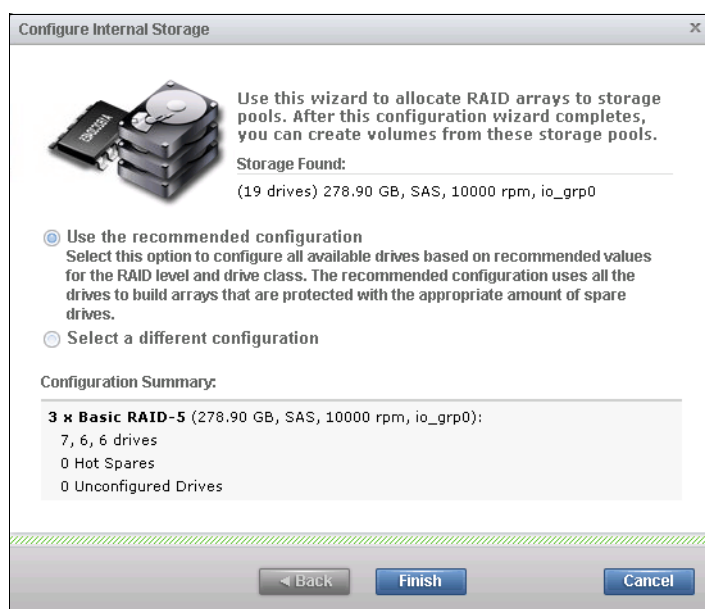 Configure Internal Storage
x
Use this wizard to allocate RAID arrays to storage
pools. After this configuration wizard completes,
you can create volumes from these storage pools.
Storage Found:
(19 drives) 278.90 GB, SAS, 10000 rpm, io_grp0
Use the recommended configuration
Select this option to configure all available drives based on recommended values
for the RAID level and drive class. The recommended configuration uses all the
drives to build arrays that are protected with the appropriate amount of spare
drives.
Select a different configuration
Configuration Summary:
3 x Basic RAID-5 (278.90 GB, SAS, 10000 rpm, io_grp0):
7, 6, 6 drives
0 Hot Spares
0 Unconfigured Drives
◄ Back
Finish
Cancel